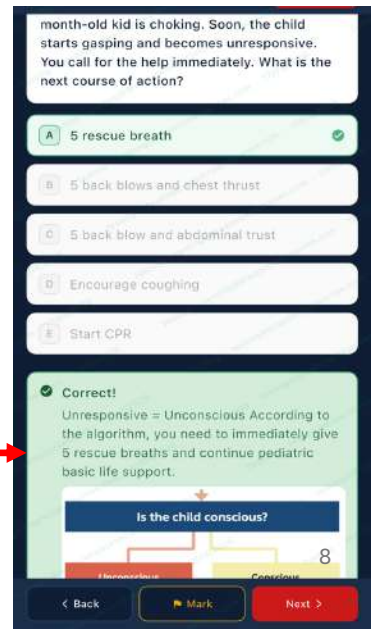 month-old kid is choking. Soon, the child
starts gasping and becomes unresponsive.
You call for the help immediately. What is the
next course of action?
A 5 rescue breath
B 5 back blows and chest thrust
C 5 back blow and abdominal trust
D Encourage coughing
E Start CPR
Correct!
Unresponsive = Unconscious According to
the algorithm, you need to immediately give
5 rescue breaths and continue pediatric
basic life support.
Is the child conscious?
8
Unconscious Conscious
< Back Mark Next >